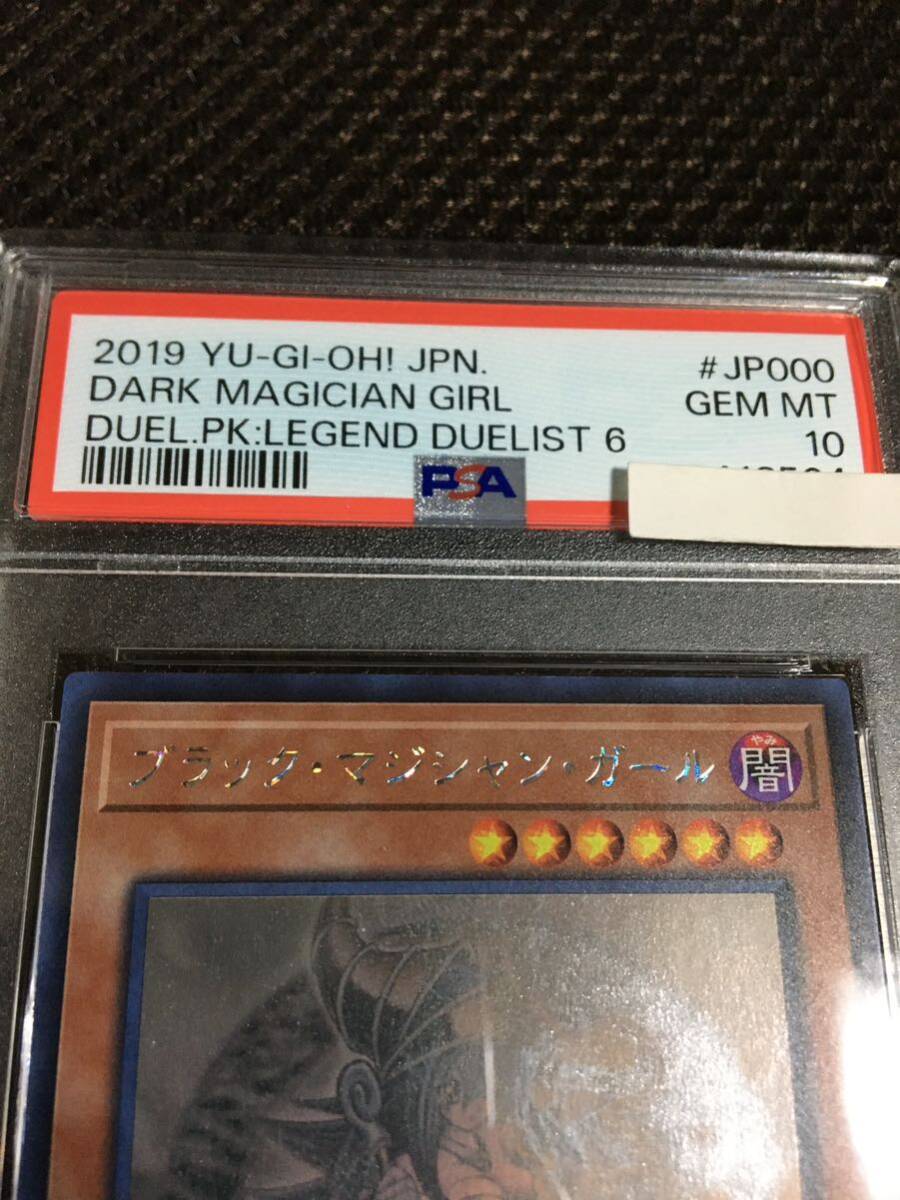 2019 YU-GI-OH! JPN.
#JP000
DARK MAGICIAN GIRL
GEM MT
DUEL.PK:LEGEND DUELIST 6
10
PSA
ブラック・マジシャン・ガール
やみ
闇